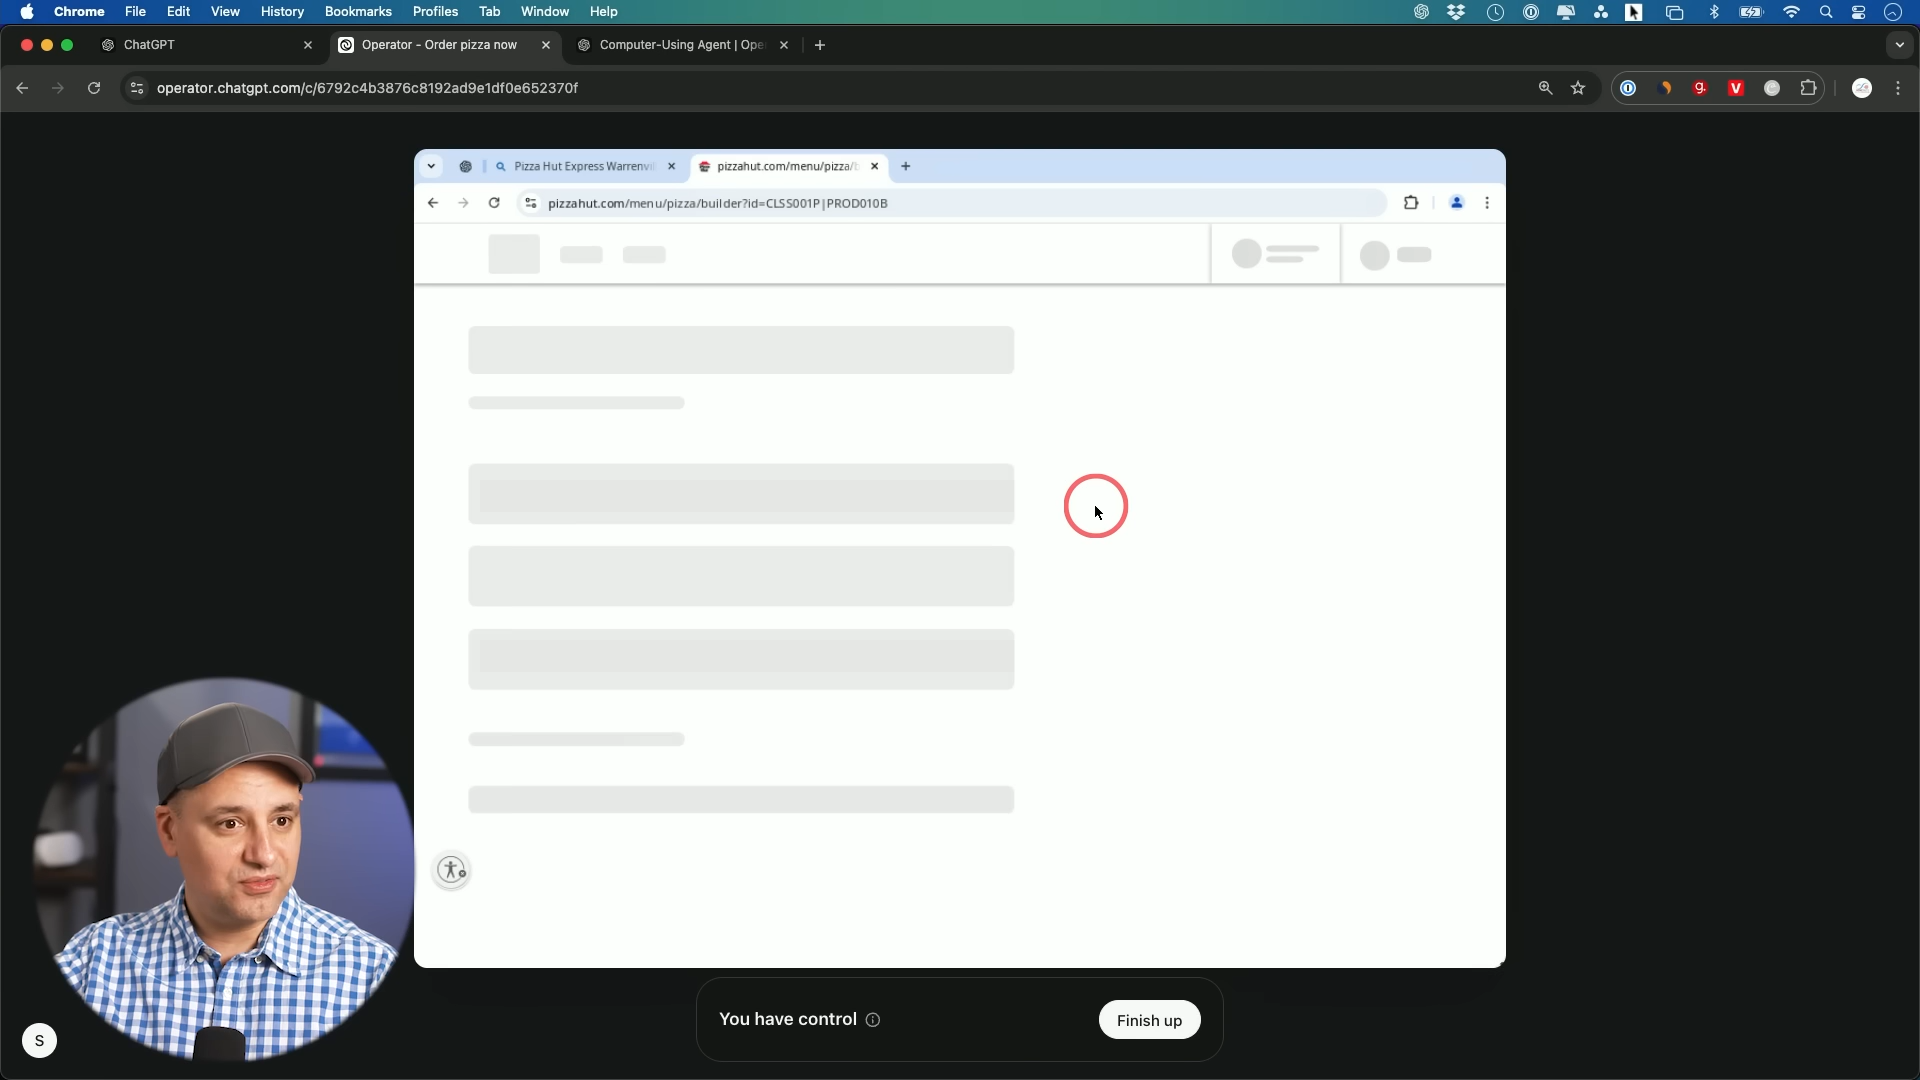 Chrome File Edit View History Bookmarks Profiles Tab Window Help
ChatGPT
Operator - Order pizza now
Computer-Using Agent | Ope
operator.chatgpt.com/c/6792c4b3876c8192ad9e1df0e652370f
g.
V
Pizza Hut Express Warrenvi
pizzahut.com/menu/pizza/b
pizzahut.com/menu/pizza/builder?id=CLSS001P|PROD010B
You have control
Finish up
S